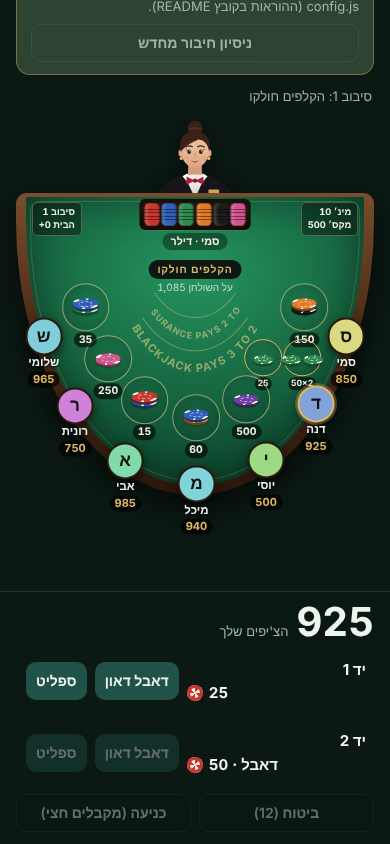 config.js (ההוראות בקובץ README).
ניסיון חיבור מחדש
סיבוב 1: הקלפים חולקו
סיבוב 1
הבית 0+
מינ׳ 10
מקס׳ 500
סמי · דילר
הקלפים חולקו
על השולחן 1,085
SURANCE PAYS 2 TO
BLACKJACK PAYS 3 TO 2
35
150
250
25
50×2
15
500
60
ש
שלומי
965
ס
סמי
850
ר
רונית
750
ד
דנה
925
א
אבי
985
י
יוסי
500
מ
מיכל
940
925 הצ'יפים שלך
יד 1
25
דאבל דאון
ספליט
יד 2
דאבל · 50
דאבל דאון
ספליט
ביטוח (12)
כניעה (מקבלים חצי)